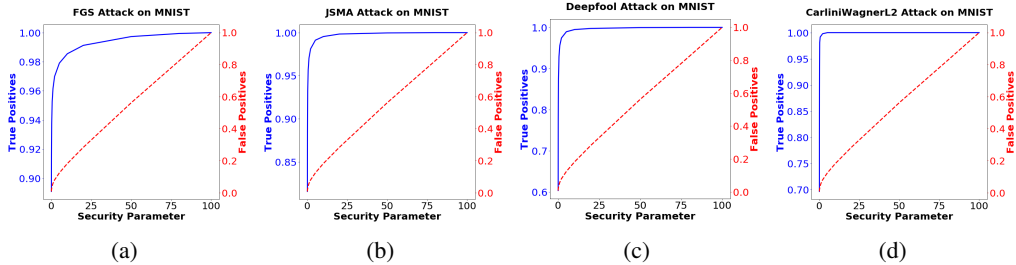 FGS Attack on MNIST
1.00
0.98
0.96
0.94
0.92
0.90
True Positives
1.0
0.8
0.6
0.4
0.2
0.0
False Positives
0 25 50 75 100
Security Parameter
(a)
JSMA Attack on MNIST
1.00
0.95
0.90
0.85
True Positives
1.0
0.8
0.6
0.4
0.2
0.0
False Positives
0 25 50 75 100
Security Parameter
(b)
Deepfool Attack on MNIST
1.0
0.9
0.8
0.7
0.6
True Positives
1.0
0.8
0.6
0.4
0.2
0.0
False Positives
0 25 50 75 100
Security Parameter
(c)
CarliniWagnerL2 Attack on MNIST
1.00
0.95
0.90
0.85
0.80
0.75
0.70
True Positives
1.0
0.8
0.6
0.4
0.2
0.0
False Positives
0 25 50 75 100
Security Parameter
(d)